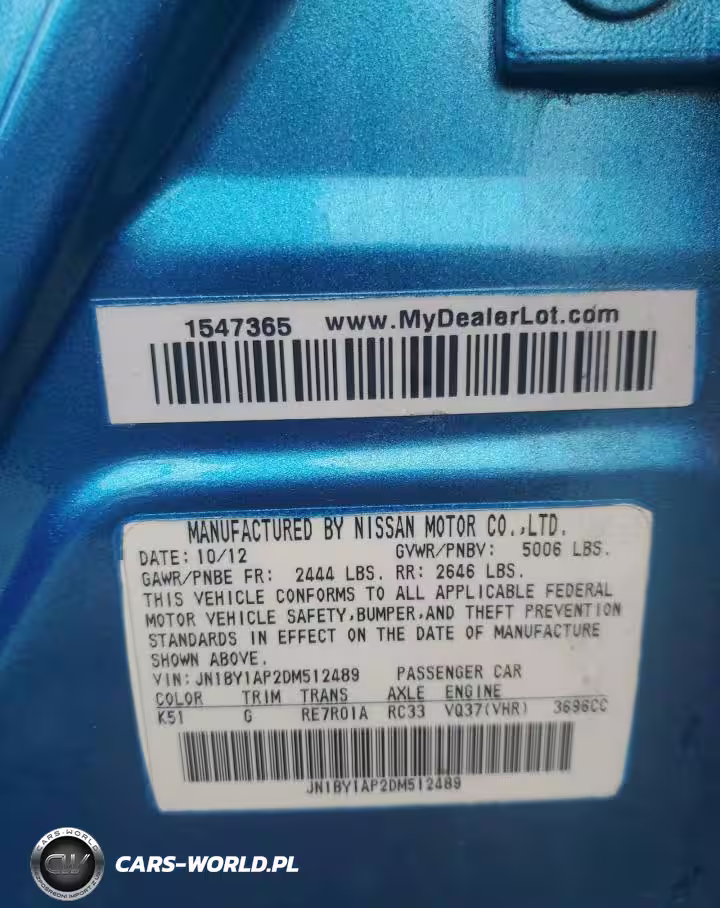 1547365 www.MyDealerLot.com
MANUFACTURED BY NISSAN MOTOR CO.,LTD.
DATE: 10/12 GVWR/PNBV: 5006 LBS.
GAWR/PNBE FR: 2444 LBS. RR: 2646 LBS.
THIS VEHICLE CONFORMS TO ALL APPLICABLE FEDERAL
MOTOR VEHICLE SAFETY,BUMPER,AND THEFT PREVENTION
STANDARDS IN EFFECT ON THE DATE OF MANUFACTURE
SHOWN ABOVE.
VIN: JN1BY1AP2DM512489 PASSENGER CAR
COLOR TRIM TRANS AXLE ENGINE
K51 G RE7R01A RC33 VQ37(VHR) 3696CC
JN1BY1AP2DM512489
CARS-WORLD
CW
CARS-WORLD.PL